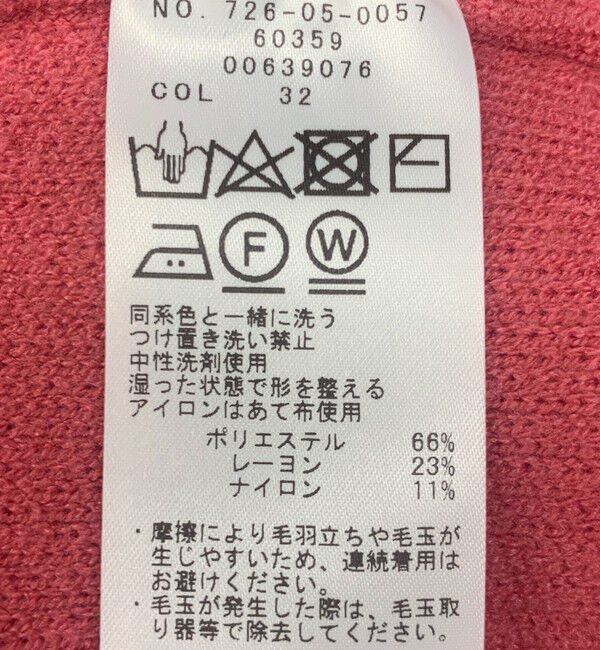 NO. 726-05-0057
60359
00639076
COL 32
F W
同系色と一緒に洗う
つけ置き洗い禁止
中性洗剤使用
湿った状態で形を整える
アイロンはあて布使用
ポリエステル 66%
レーヨン 23%
ナイロン 11%
・摩擦により毛羽立ちや毛玉が
生じやすいため、連続着用は
お避けください。
・毛玉が発生した際は、毛玉取
り器等で除去してください。